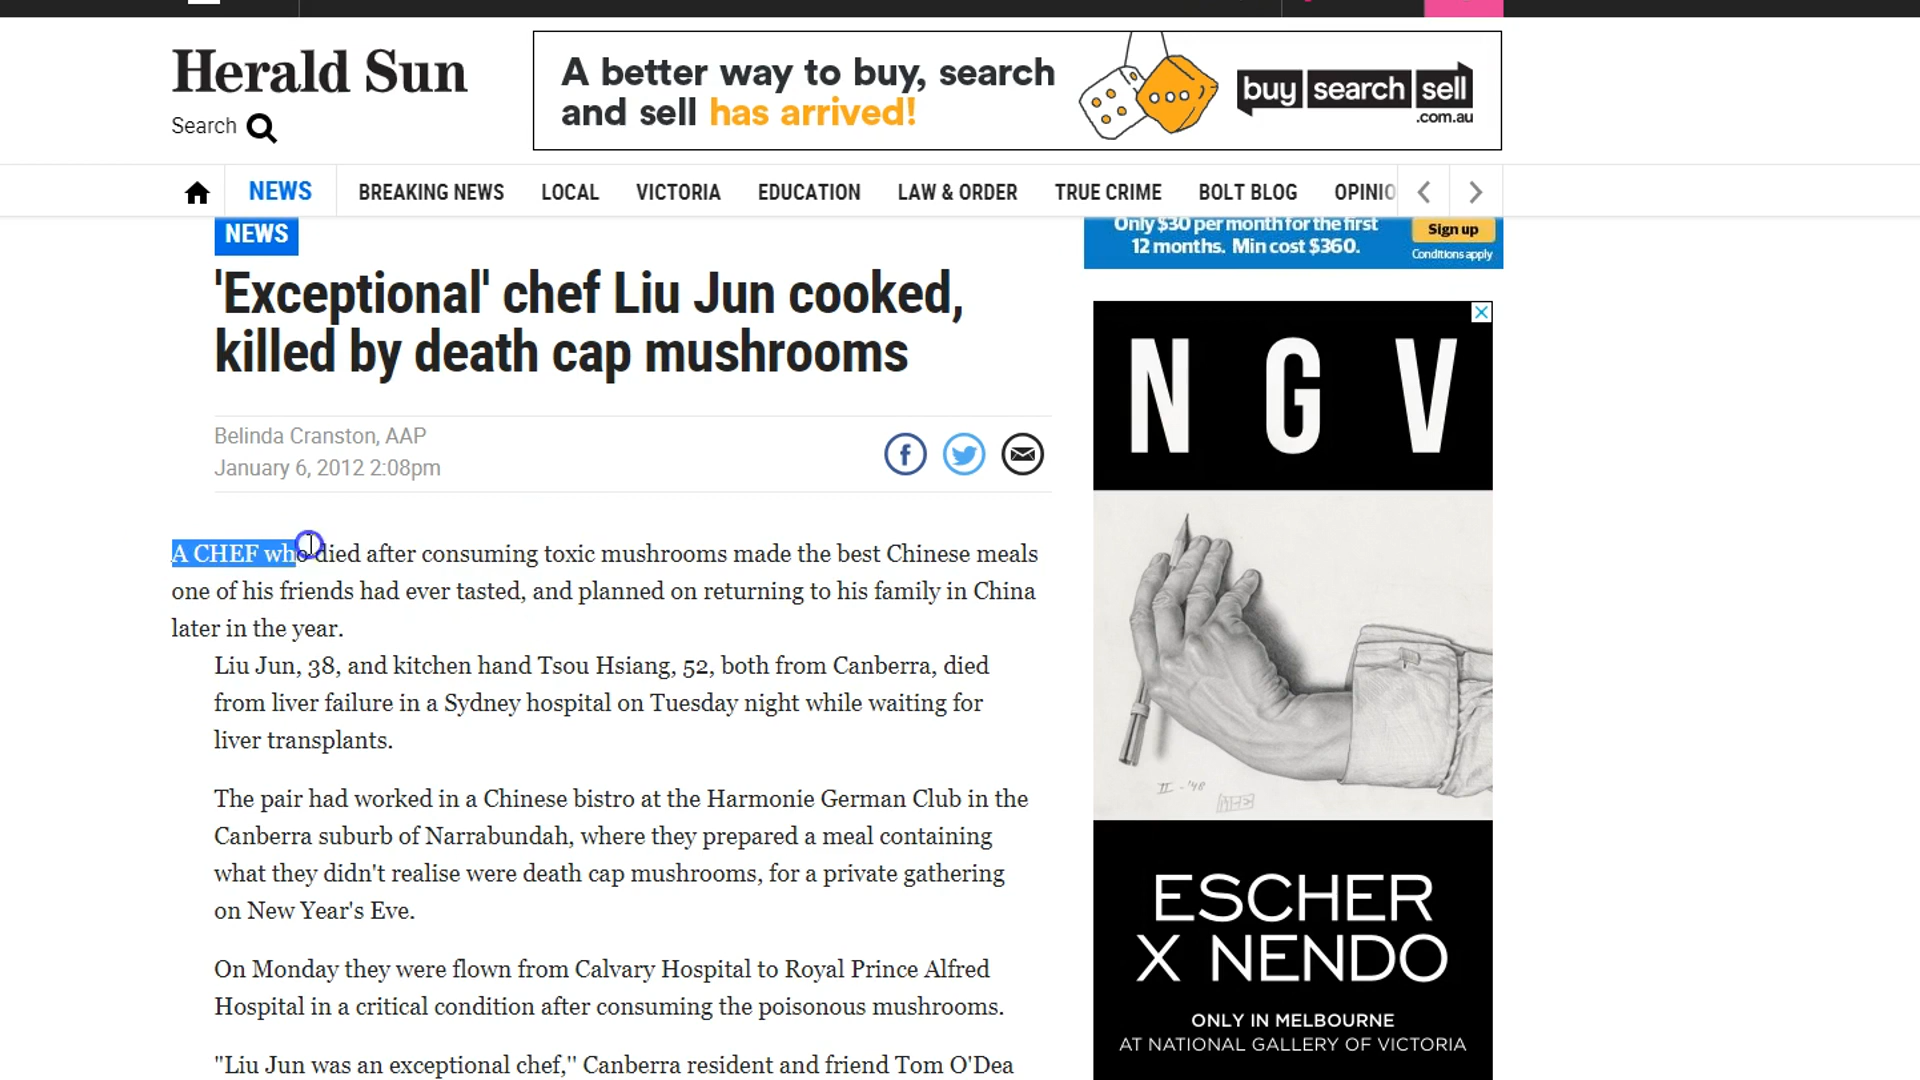 Herald Sun
Search
A better way to buy, search
and sell has arrived!
buy search sell
.com.au
NEWS
BREAKING NEWS
LOCAL
VICTORIA
EDUCATION
LAW & ORDER
TRUE CRIME
BOLT BLOG
OPINIO
NEWS
Only $30 per month for the first
12 months. Min cost $360.
Sign up
Conditions apply
'Exceptional' chef Liu Jun cooked,
killed by death cap mushrooms
Belinda Cranston, AAP
January 6, 2012 2:08pm
A CHEF who died after consuming toxic mushrooms made the best Chinese meals
one of his friends had ever tasted, and planned on returning to his family in China
later in the year.
Liu Jun, 38, and kitchen hand Tsou Hsiang, 52, both from Canberra, died
from liver failure in a Sydney hospital on Tuesday night while waiting for
liver transplants.
The pair had worked in a Chinese bistro at the Harmonie German Club in the
Canberra suburb of Narrabundah, where they prepared a meal containing
what they didn't realise were death cap mushrooms, for a private gathering
on New Year's Eve.
On Monday they were flown from Calvary Hospital to Royal Prince Alfred
Hospital in a critical condition after consuming the poisonous mushrooms.
"Liu Jun was an exceptional chef,'' Canberra resident and friend Tom O'Dea
NGV
II - '48
ESCHER
X NENDO
ONLY IN MELBOURNE
AT NATIONAL GALLERY OF VICTORIA